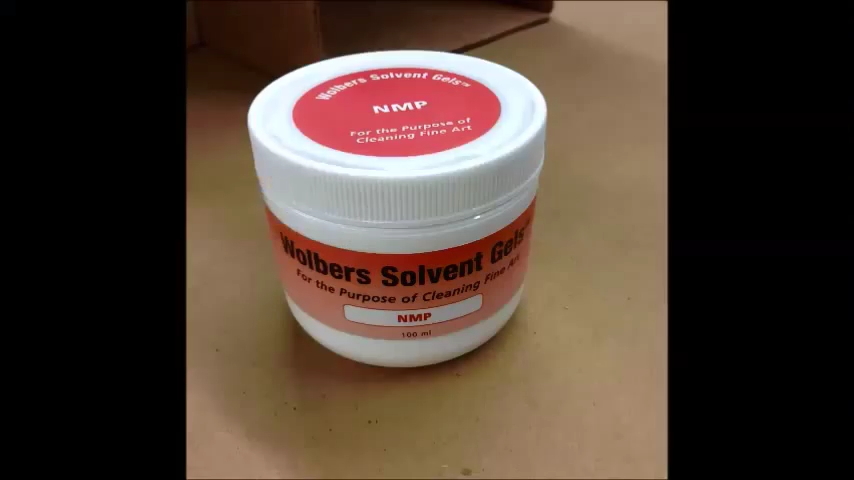 Wolbers Solvent Gels™
NMP
For the Purpose of
Cleaning Fine Art
Wolbers Solvent Gels
For the Purpose of Cleaning Fine Art
NMP
100 ml